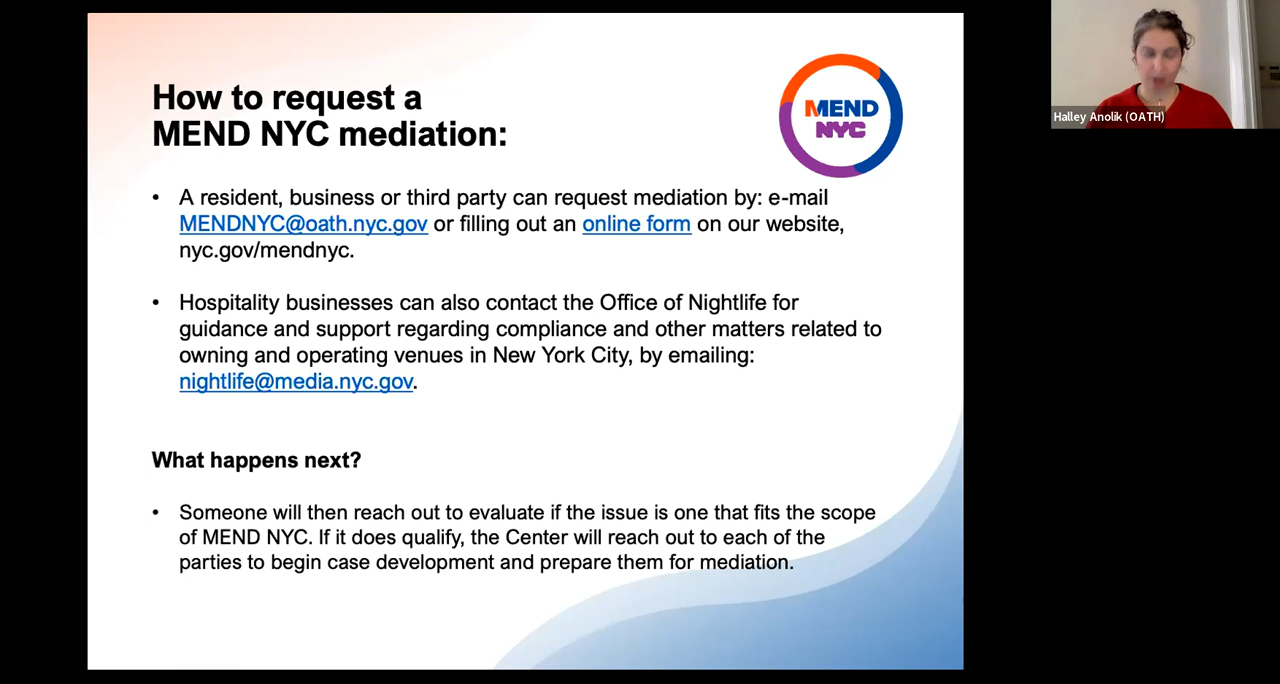 How to request a
MEND NYC mediation:
MEND
NYC
• A resident, business or third party can request mediation by: e-mail
MENDNYC@oath.nyc.gov or filling out an online form on our website,
nyc.gov/mendnyc.
• Hospitality businesses can also contact the Office of Nightlife for
guidance and support regarding compliance and other matters related to
owning and operating venues in New York City, by emailing:
nightlife@media.nyc.gov.
What happens next?
• Someone will then reach out to evaluate if the issue is one that fits the scope
of MEND NYC. If it does qualify, the Center will reach out to each of the
parties to begin case development and prepare them for mediation.
Halley Anolik (OATH)